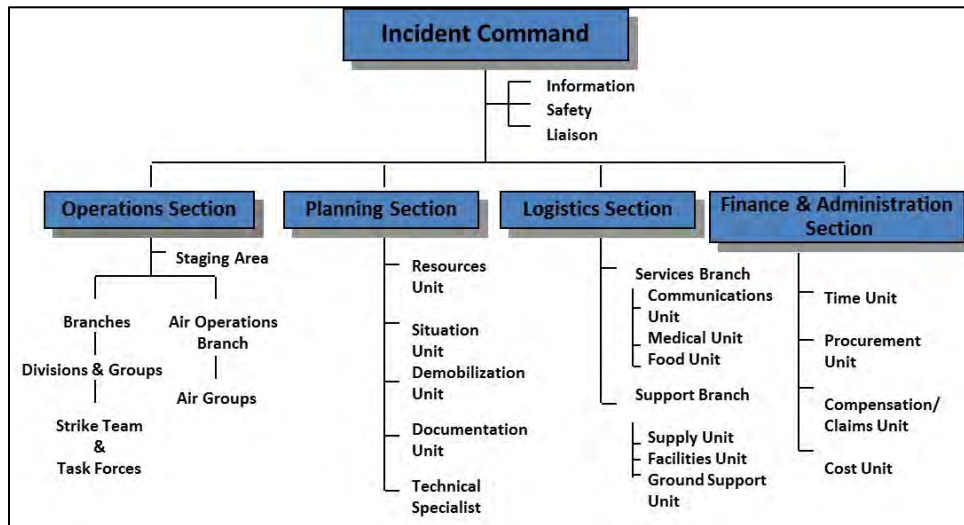 Incident Command
Information
Safety
Liaison
Operations Section
Staging Area
Branches
Divisions & Groups
Strike Team
&
Task Forces
Air Operations
Branch
Air Groups
Planning Section
Resources
Unit
Situation
Unit
Demobilization
Unit
Documentation
Unit
Technical
Specialist
Logistics Section
Services Branch
Communications
Unit
Medical Unit
Food Unit
Support Branch
Supply Unit
Facilities Unit
Ground Support
Unit
Finance & Administration
Section
Time Unit
Procurement
Unit
Compensation/
Claims Unit
Cost Unit